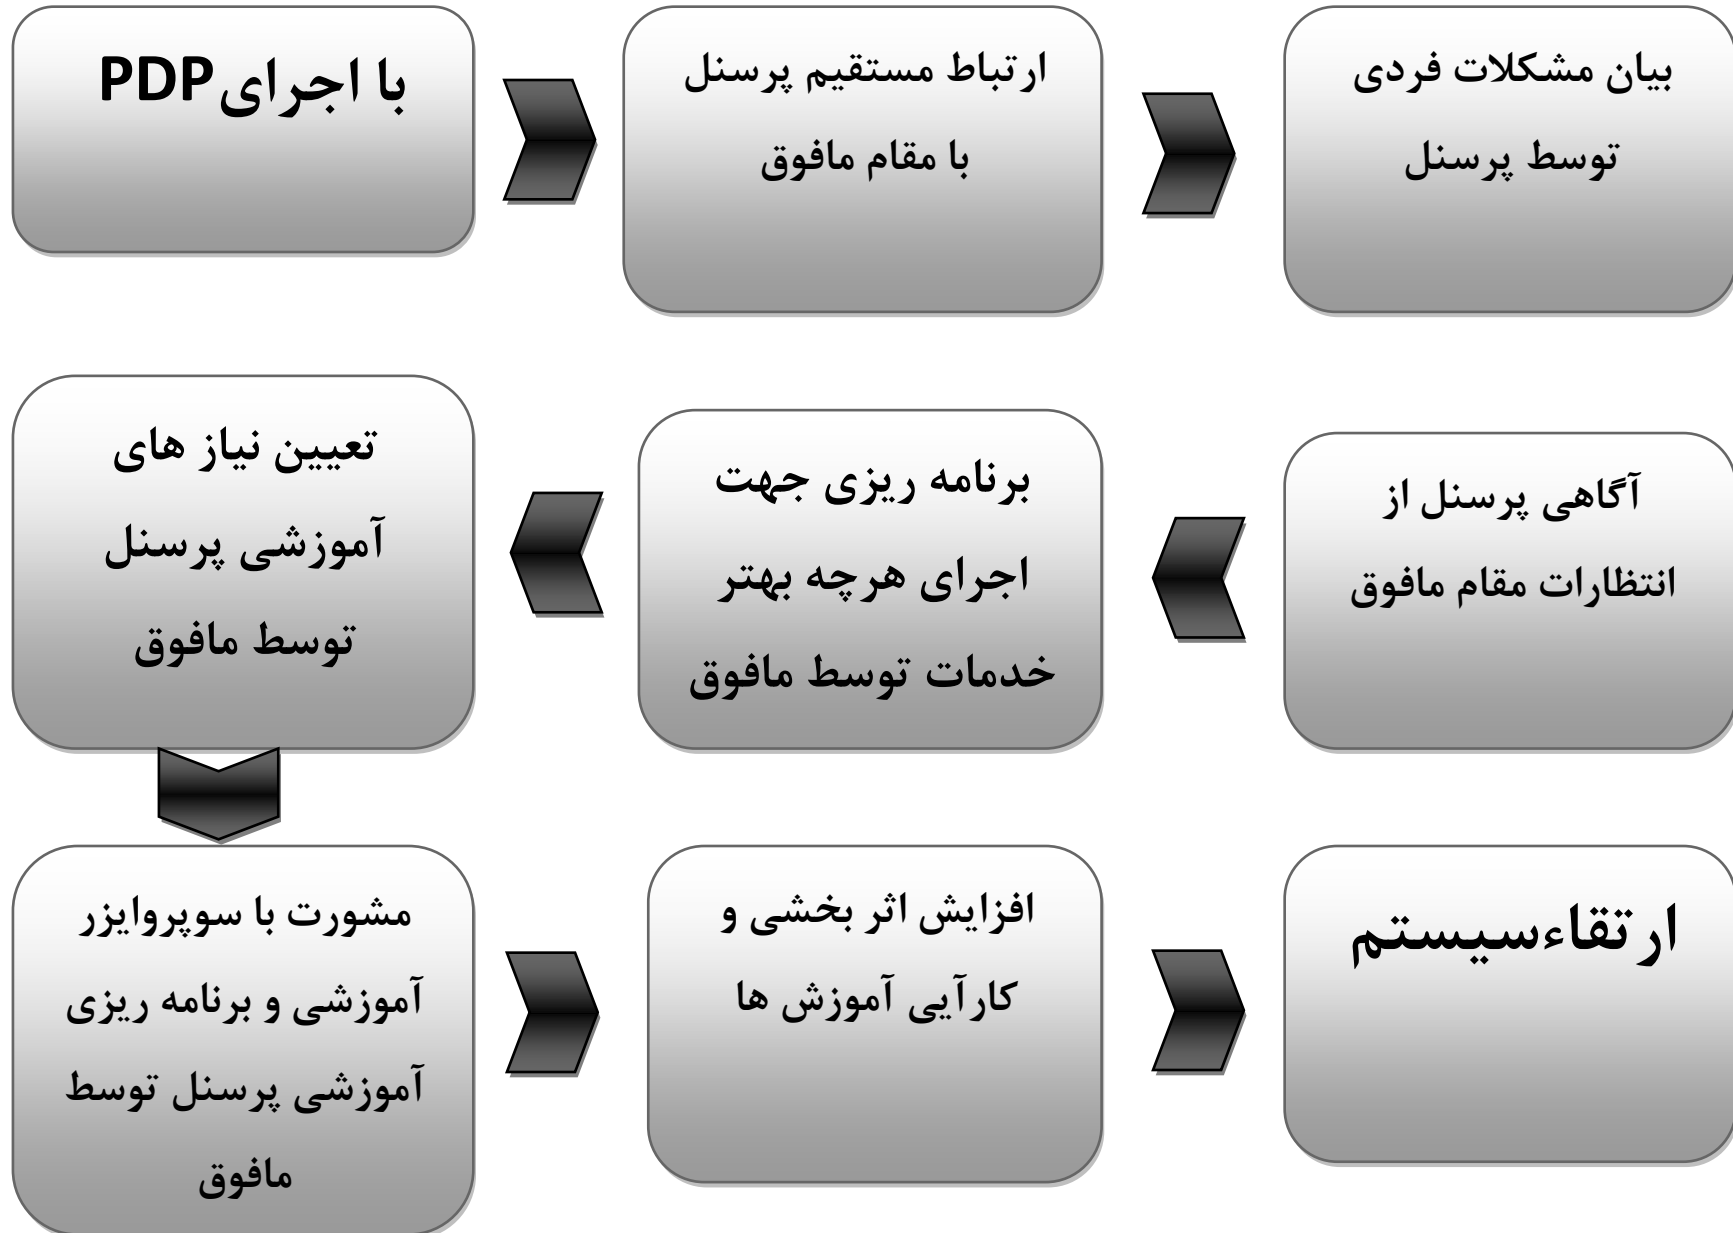 با اجرای PDP
ارتباط مستقیم پرسنل
با مقام مافوق
بیان مشکلات فردی
توسط پرسنل
آگاهی پرسنل از
انتظارات مقام مافوق
برنامه ریزی جهت
اجرای هرچه بهتر
خدمات توسط مافوق
تعیین نیاز های
آموزشی پرسنل
توسط مافوق
مشورت با سوپروایزر
آموزشی و برنامه ریزی
آموزشی پرسنل توسط
مافوق
افزایش اثر بخشی و
کارآیی آموزش ها
ارتقاءسیستم